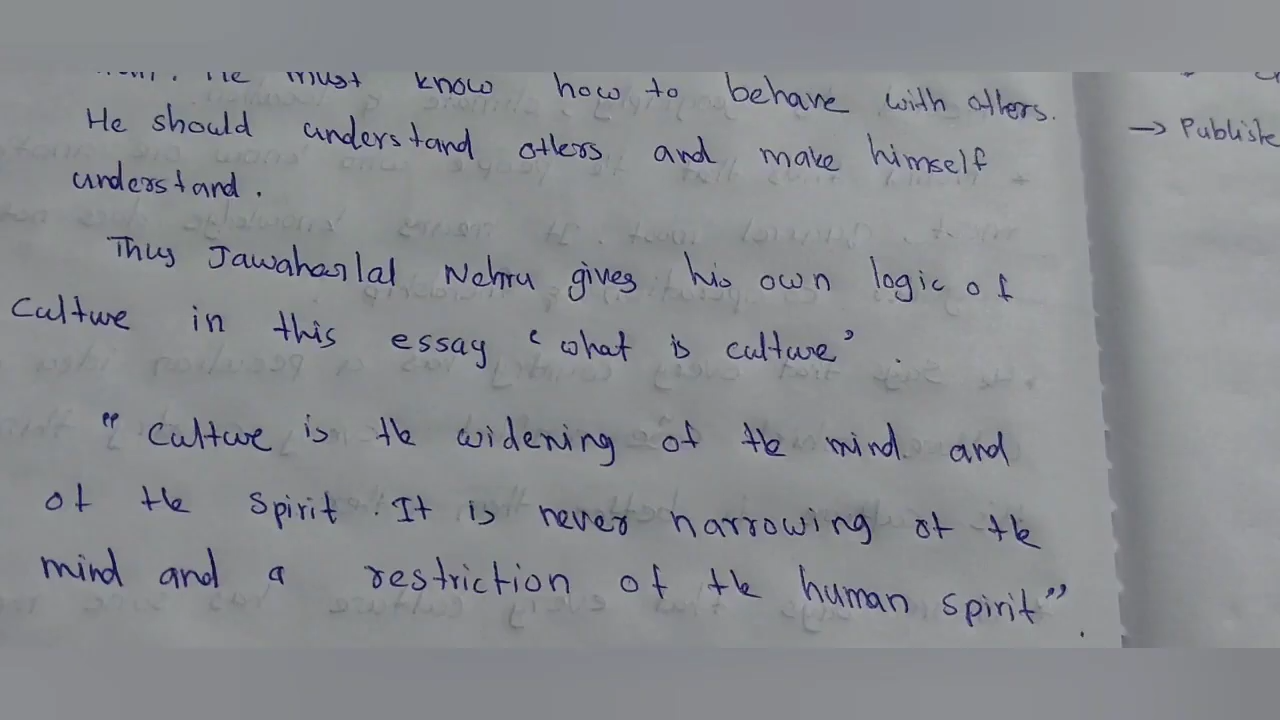 He must know how to behave with others.
He should understand others and make himself
understand.
Thus Jawaharlal Nehru gives his own logic of
culture in this essay 'what is culture'.
"Culture is the widening of the mind and
of the spirit. It is never narrowing of the
mind and a restriction of the human spirit".
→ Publishe